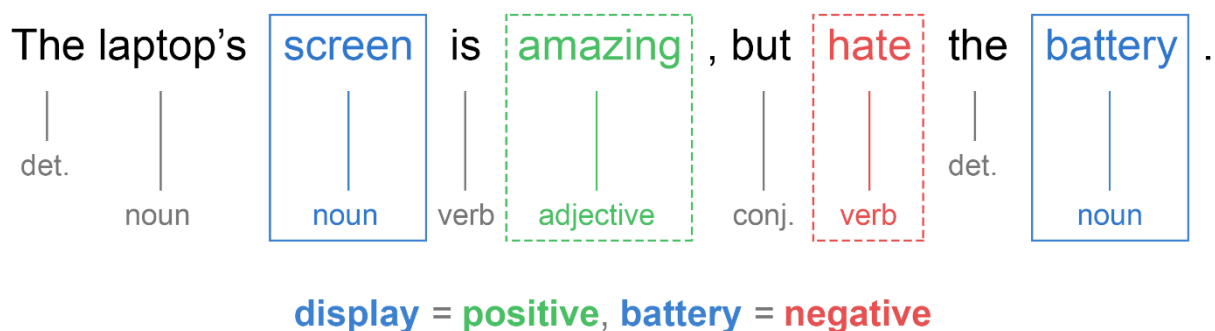 The laptop’s screen is amazing , but hate the battery .
det. noun noun verb adjective conj. verb det. noun
display = positive, battery = negative